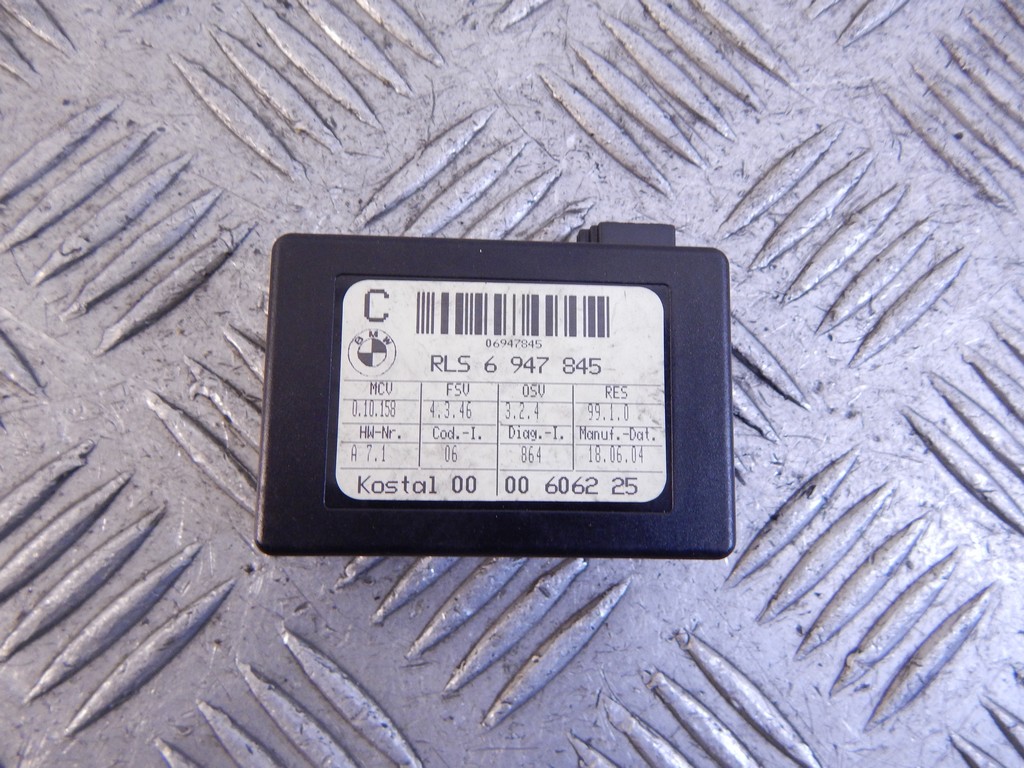 C
06947845
BMW
RLS 6 947 845
MCV FSV OSV RES
0.10.158 4.3.46 3.2.4 99.1.0
HW-Nr. Cod.-I. Diag.-I. Manuf.-Dat.
A 7.1 06 864 18.06.04
Kostal 00 00 6062 25